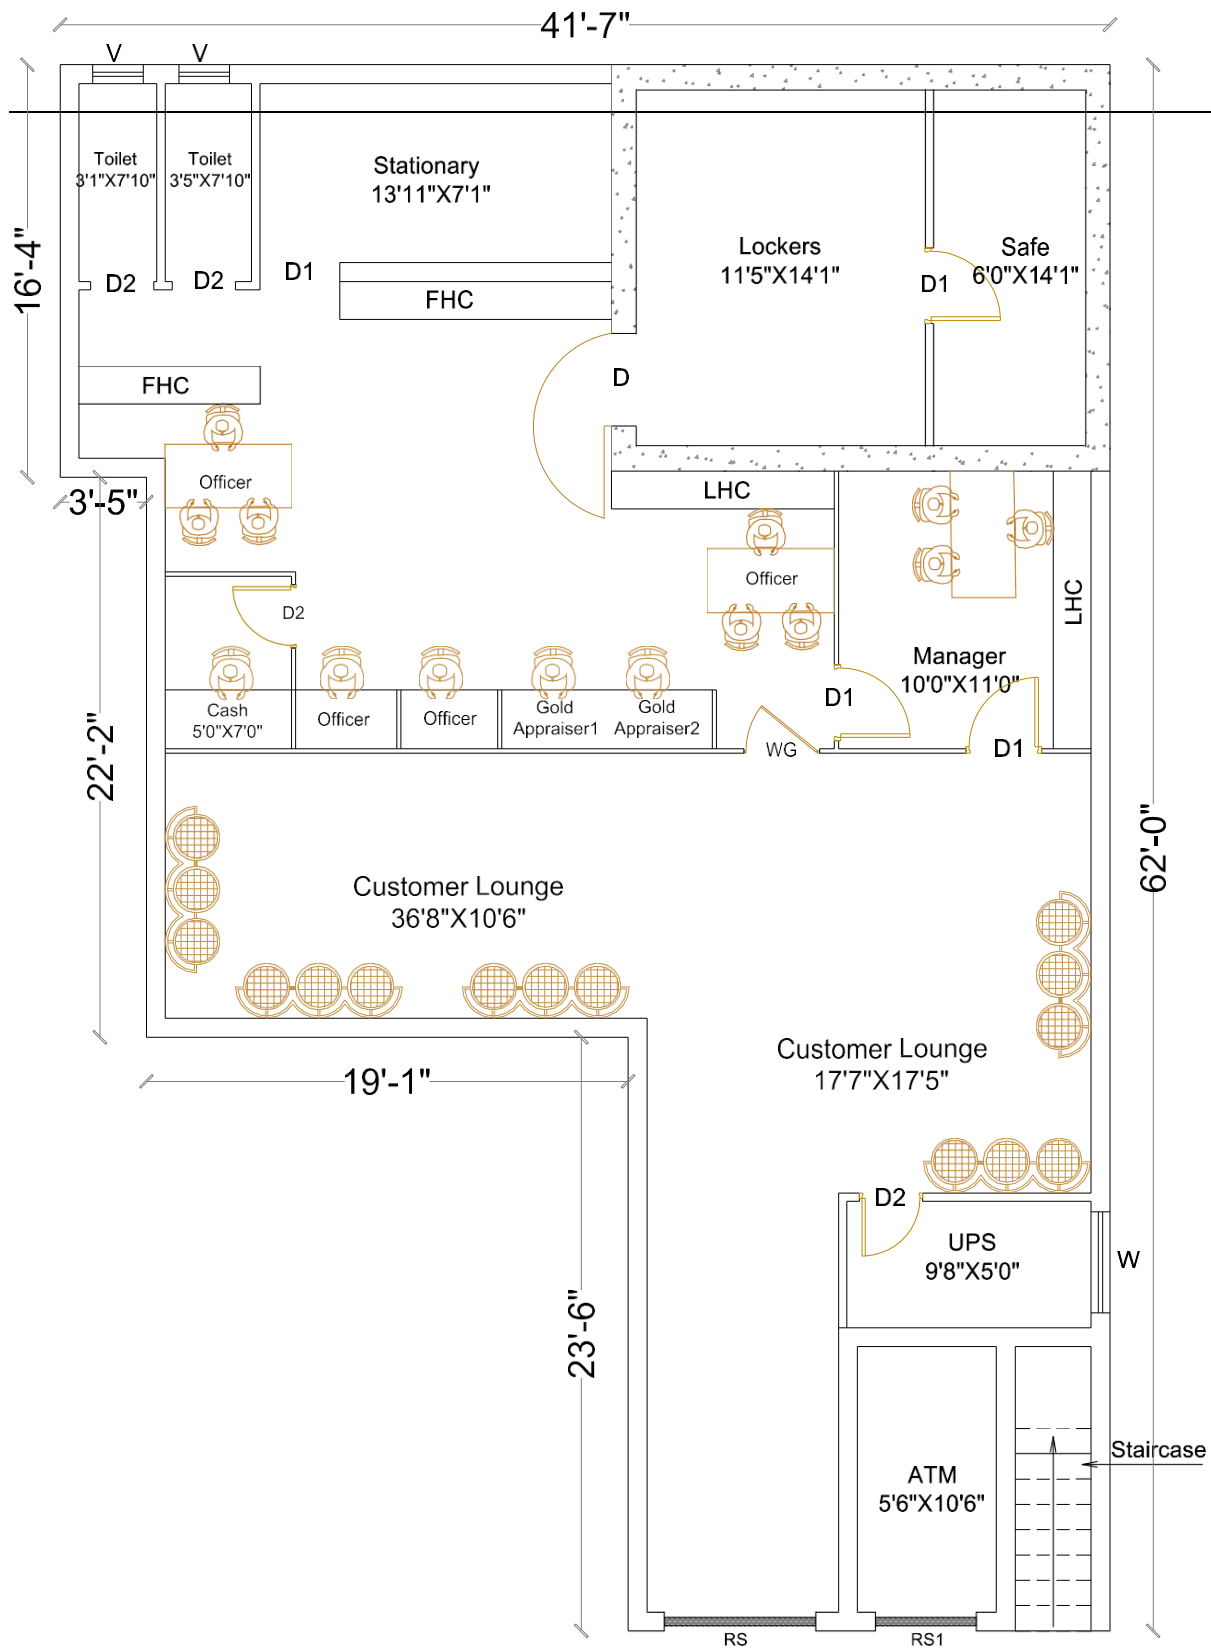 41'-7"
V
V
Toilet
3'1"X7'10"
Toilet
3'5"X7'10"
Stationary
13'11"X7'1"
16'-4"
Lockers
11'5"X14'1"
Safe
6'0"X14'1"
D2
D2
D1
D1
FHC
FHC
D
Officer
3'-5"
LHC
Officer
LHC
D2
Manager
10'0"X11'0"
Cash
5'0"X7'0"
Officer
Officer
Gold
Appraiser1
Gold
Appraiser2
D1
WG
D1
22'-2"
62'-0"
Customer Lounge
36'8"X10'6"
Customer Lounge
17'7"X17'5"
19'-1"
D2
UPS
9'8"X5'0"
W
23'-6"
Staircase
ATM
5'6"X10'6"
RS
RS1